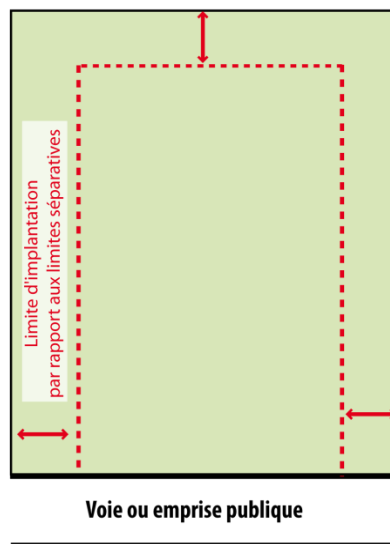 Limite d'implantation
par rapport aux limites séparatives
Voie ou emprise publique